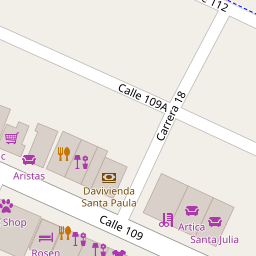 112
Calle 109A
Carrera 18
c
Aristas
Davivienda
Santa Paula
Shop
Calle 109
Artica
Santa Julia
Rosen